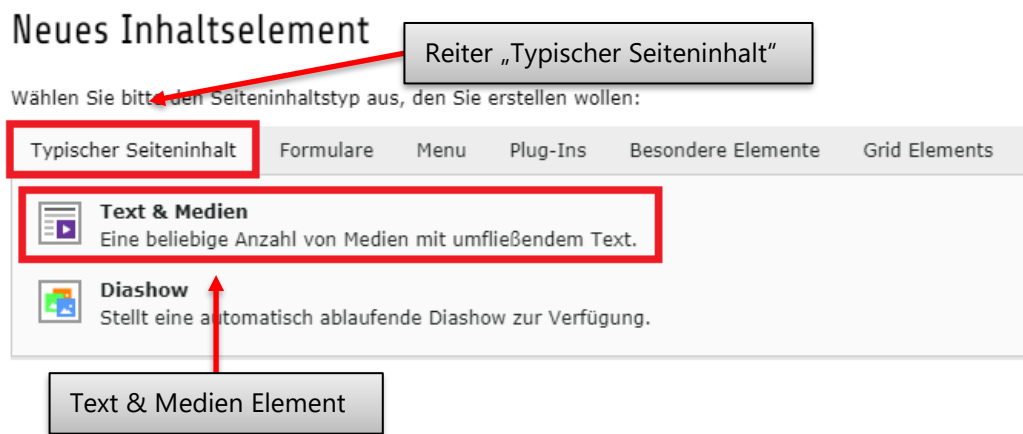 Neues Inhaltselement
Reiter „Typischer Seiteninhalt“
Wählen Sie bitte den Seiteninhaltstyp aus, den Sie erstellen wollen:
Typischer Seiteninhalt Formulare Menu Plug-Ins Besondere Elemente Grid Elements
Text & Medien
Eine beliebige Anzahl von Medien mit umfließendem Text.
Diashow
Stellt eine automatisch ablaufende Diashow zur Verfügung.
Text & Medien Element